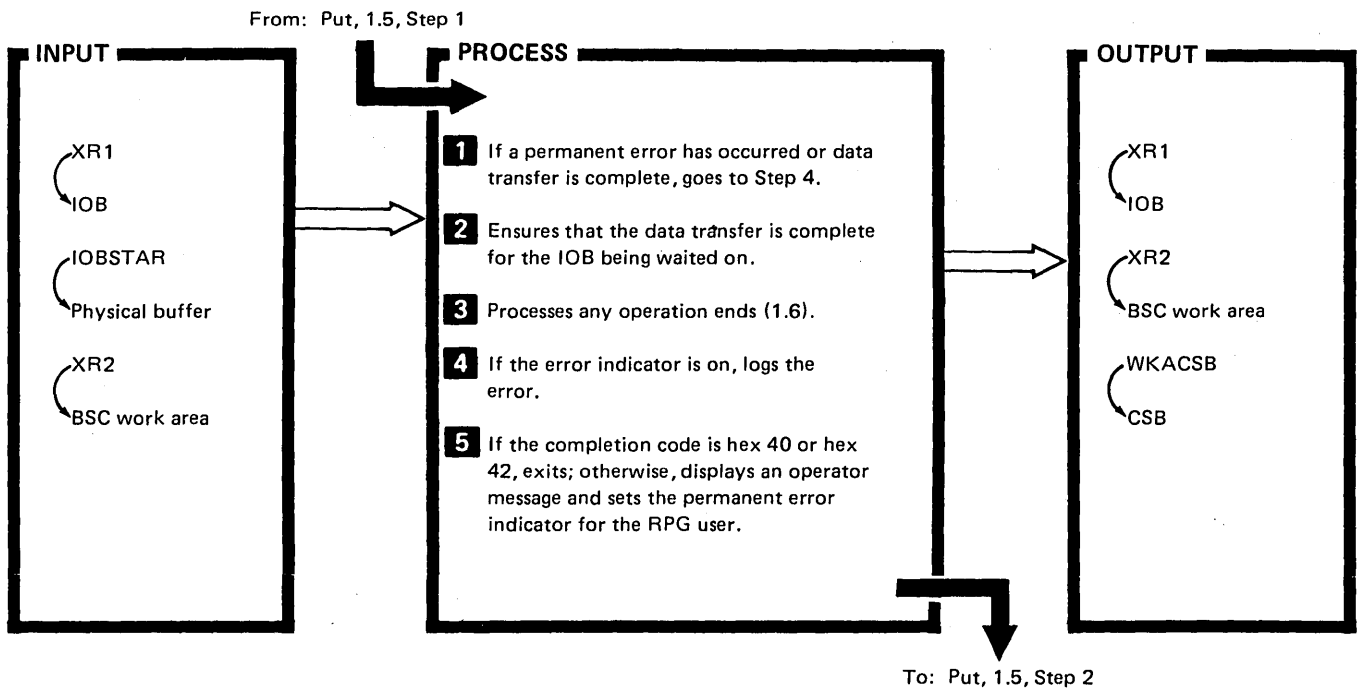 From: Put, 1.5, Step 1
INPUT
XR1
IOB
IOBSTAR
Physical buffer
XR2
BSC work area
PROCESS
1 If a permanent error has occurred or data
transfer is complete, goes to Step 4.
2 Ensures that the data transfer is complete
for the IOB being waited on.
3 Processes any operation ends (1.6).
4 If the error indicator is on, logs the
error.
5 If the completion code is hex 40 or hex
42, exits; otherwise, displays an operator
message and sets the permanent error
indicator for the RPG user.
OUTPUT
XR1
IOB
XR2
BSC work area
WKACSB
CSB
To: Put, 1.5, Step 2